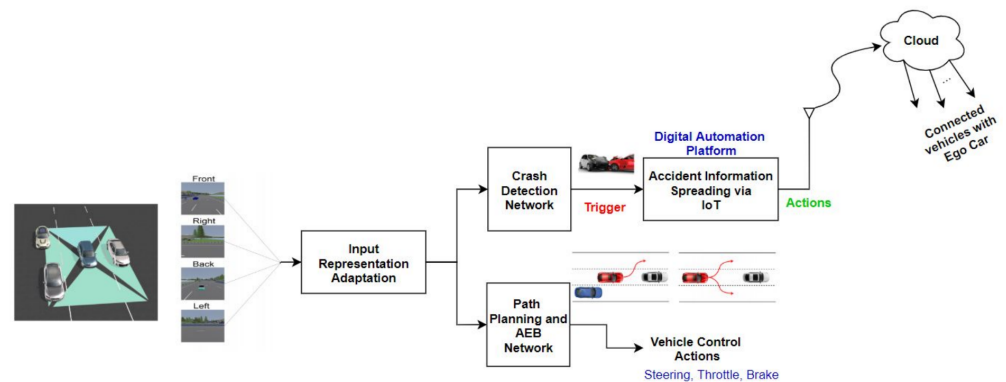 Front
Right
Back
Left
Input
Representation
Adaptation
Crash
Detection
Network
Trigger
Digital Automation
Platform
Accident Information
Spreading via
IoT
Actions
Cloud
...
Connected
vehicles with
Ego Car
Path
Planning and
AEB
Network
Vehicle Control
Actions
Steering, Throttle, Brake